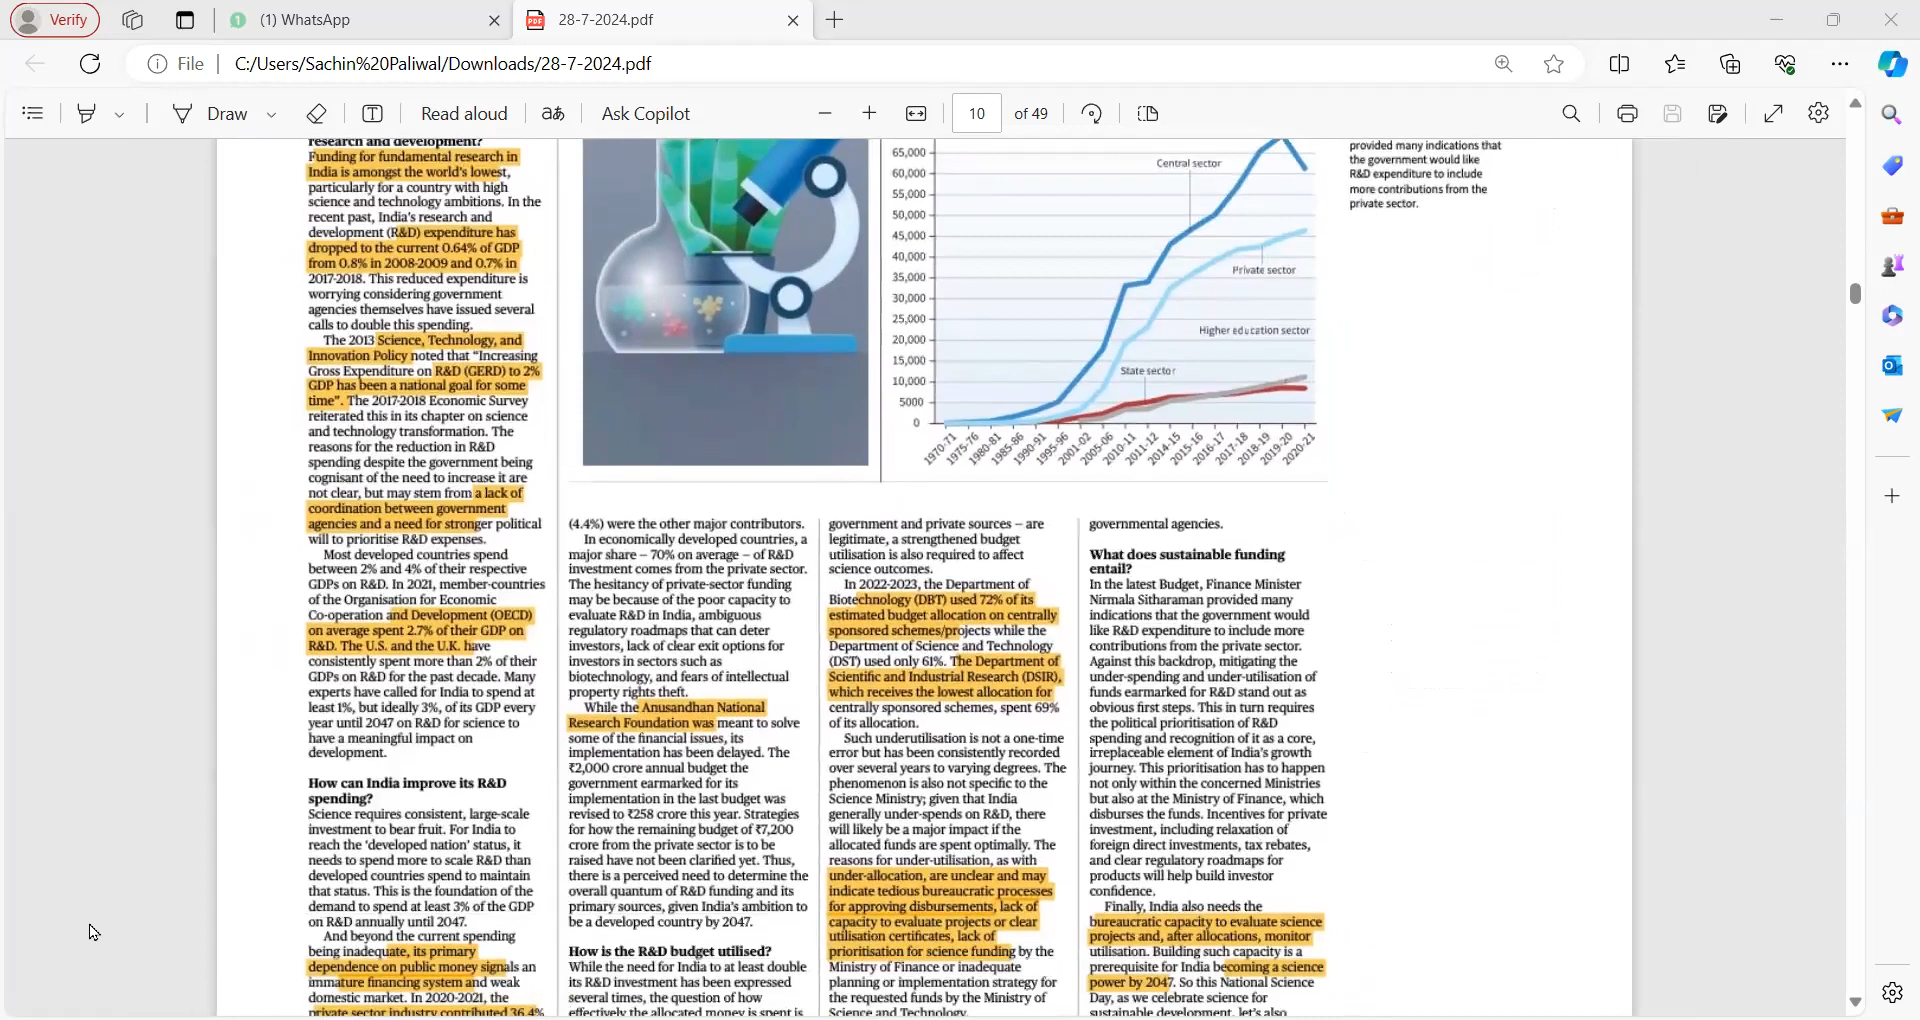 Verify
(1) WhatsApp
28-7-2024.pdf
File
C:/Users/Sachin%20Paliwal/Downloads/28-7-2024.pdf
Draw
Read aloud
aあ
Ask Copilot
10
of 49
research and development?
Funding for fundamental research in
India is amongst the world's lowest,
particularly for a country with high
science and technology ambitions. In the
recent past, India's research and
development (R&D) expenditure has
dropped to the current 0.64% of GDP
from 0.8% in 2008-2009 and 0.7% in
2017-2018. This reduced expenditure is
worrying considering government
agencies themselves have issued several
calls to double this spending.
The 2013 Science, Technology, and
Innovation Policy noted that "Increasing
Gross Expenditure on R&D (GERD) to 2%
GDP has been a national goal for some
time". The 2017-2018 Economic Survey
reiterated this in its chapter on science
and technology transformation. The
reasons for the reduction in R&D
spending despite the government being
cognisant of the need to increase it are
not clear, but may stem from a lack of
coordination between government
agencies and a need for stronger political
will to prioritise R&D expenses.
Most developed countries spend
between 2% and 4% of their respective
GDPs on R&D. In 2021, member-countries
of the Organisation for Economic
Co-operation and Development (OECD)
on average spent 2.7% of their GDP on
R&D. The U.S. and the U.K. have
consistently spent more than 2% of their
GDPs on R&D for the past decade. Many
experts have called for India to spend at
least 1%, but ideally 3%, of its GDP every
year until 2047 on R&D for science to
have a meaningful impact on
development.
How can India improve its R&D
spending?
Science requires consistent, large-scale
investment to bear fruit. For India to
reach the 'developed nation' status, it
needs to spend more to scale R&D than
developed countries spend to maintain
that status. This is the foundation of the
demand to spend at least 3% of the GDP
on R&D annually until 2047.
And beyond the current spending
being inadequate, its primary
dependence on public money signals an
immature financing system and weak
domestic market. In 2020-2021, the
private sector industry contributed 36.4%
65,000
60,000
55,000
50,000
45,000
40,000
35,000
30,000
25,000
20,000
15,000
10,000
5000
0
Central sector
Private sector
Higher education sector
State sector
1970-71
1975-76
1980-81
1985-86
1990-91
1995-96
2001-02
2005-06
2010-11
2011-12
2014-15
2015-16
2016-17
2017-18
2018-19
2019-20
2020-21
provided many indications that
the government would like
R&D expenditure to include
more contributions from the
private sector.
(4.4%) were the other major contributors.
In economically developed countries, a
major share – 70% on average – of R&D
investment comes from the private sector.
The hesitancy of private-sector funding
may be because of the poor capacity to
evaluate R&D in India, ambiguous
regulatory roadmaps that can deter
investors, lack of clear exit options for
investors in sectors such as
biotechnology, and fears of intellectual
property rights theft.
While the Anusandhan National
Research Foundation was meant to solve
some of the financial issues, its
implementation has been delayed. The
₹2,000 crore annual budget the
government earmarked for its
implementation in the last budget was
revised to ₹258 crore this year. Strategies
for how the remaining budget of ₹7,200
crore from the private sector is to be
raised have not been clarified yet. Thus,
there is a perceived need to determine the
overall quantum of R&D funding and its
primary sources, given India's ambition to
be a developed country by 2047.
How is the R&D budget utilised?
While the need for India to at least double
its R&D investment has been expressed
several times, the question of how
effectively the allocated money is spent is
government and private sources – are
legitimate, a strengthened budget
utilisation is also required to affect
science outcomes.
In 2022-2023, the Department of
Biotechnology (DBT) used 72% of its
estimated budget allocation on centrally
sponsored schemes/projects while the
Department of Science and Technology
(DST) used only 61%. The Department of
Scientific and Industrial Research (DSIR),
which receives the lowest allocation for
centrally sponsored schemes, spent 69%
of its allocation.
Such underutilisation is not a one-time
error but has been consistently recorded
over several years to varying degrees. The
phenomenon is also not specific to the
Science Ministry; given that India
generally under-spends on R&D, there
will likely be a major impact if the
allocated funds are spent optimally. The
reasons for under-utilisation, as with
under-allocation, are unclear and may
indicate tedious bureaucratic processes
for approving disbursements, lack of
capacity to evaluate projects or clear
utilisation certificates, lack of
prioritisation for science funding by the
Ministry of Finance or inadequate
planning or implementation strategy for
the requested funds by the Ministry of
Science and Technology.
governmental agencies.
What does sustainable funding
entail?
In the latest Budget, Finance Minister
Nirmala Sitharaman provided many
indications that the government would
like R&D expenditure to include more
contributions from the private sector.
Against this backdrop, mitigating the
under-spending and under-utilisation of
funds earmarked for R&D stand out as
obvious first steps. This in turn requires
the political prioritisation of R&D
spending and recognition of it as a core,
irreplaceable element of India's growth
journey. This prioritisation has to happen
not only within the concerned Ministries
but also at the Ministry of Finance, which
disburses the funds. Incentives for private
investment, including relaxation of
foreign direct investments, tax rebates,
and clear regulatory roadmaps for
products will help build investor
confidence.
Finally, India also needs the
bureaucratic capacity to evaluate science
projects and, after allocations, monitor
utilisation. Building such capacity is a
prerequisite for India becoming a science
power by 2047. So this National Science
Day, as we celebrate science for
sustainable development, let's also